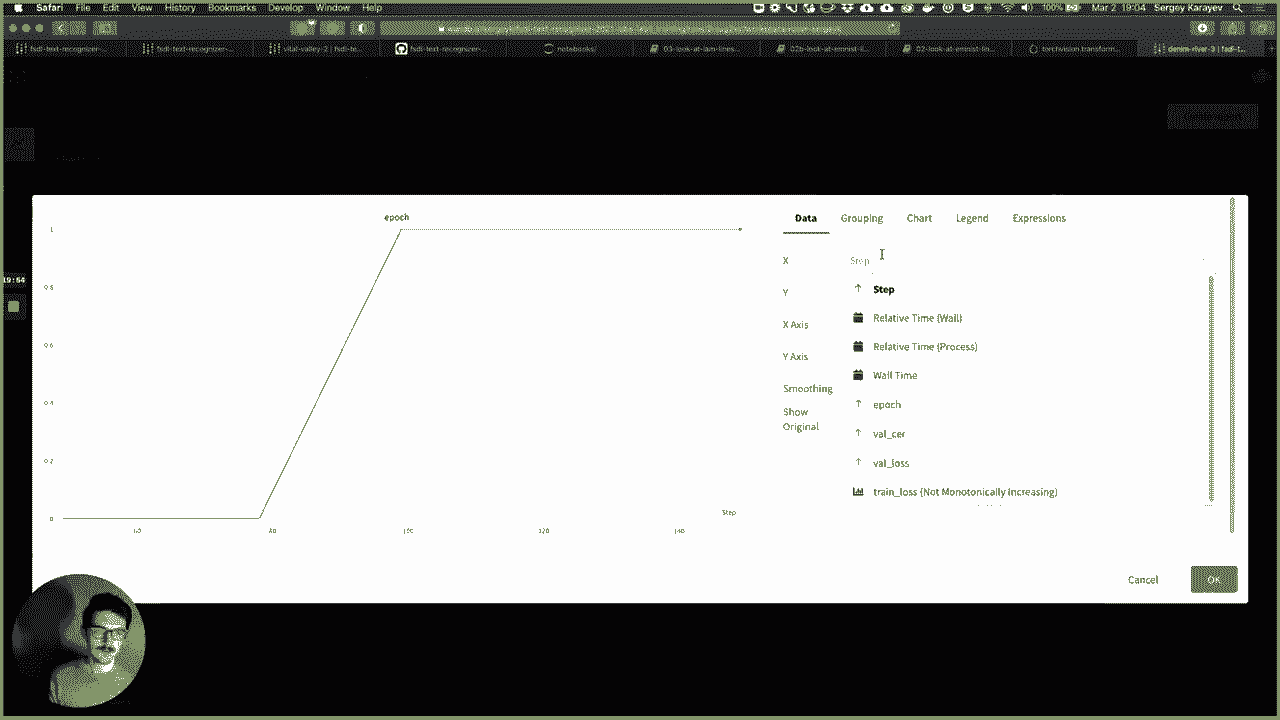 Safari File Edit View History Bookmarks Develop Window Help 100% Mar 2 19:04 Sergey Karayev
fsdl-text-recognizer-... fsdl-text-recognizer-... vital-valley-2 | fsdl-te... fsdl-text-recognizer-... notebooks/ 03-look-at-iam-lines... 02b-look-at-emnist-li... 02-look-at-emnist-lin... torchvision.transform... denim-river-3 | fsdl-t...
epoch
1
0.8
0.6
0.4
0.2
0
80
120
140
Step
Data Grouping Chart Legend Expressions
X Step
Y
X Axis
Y Axis
Smoothing
Show
Original
Step
Relative Time (Wall)
Relative Time (Process)
Wall Time
epoch
val_cer
val_loss
train_loss (Not Monotonically Increasing)
Cancel OK